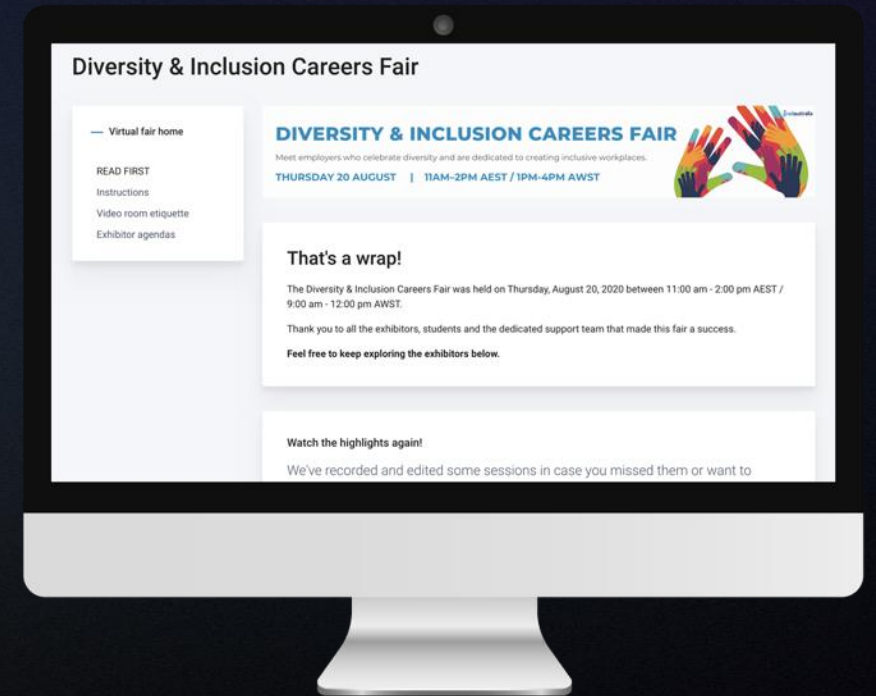 Diversity & Inclusion Careers Fair
Virtual fair home
READ FIRST
Instructions
Video room etiquette
Exhibitor agendas
DIVERSITY & INCLUSION CAREERS FAIR
Meet employers who celebrate diversity and are dedicated to creating inclusive workplaces.
THURSDAY 20 AUGUST | 11AM–2PM AEST / 1PM-4PM AWST
That's a wrap!
The Diversity & Inclusion Careers Fair was held on Thursday, August 20, 2020 between 11:00 am - 2:00 pm AEST /
9:00 am - 12:00 pm AWST.
Thank you to all the exhibitors, students and the dedicated support team that made this fair a success.
Feel free to keep exploring the exhibitors below.
Watch the highlights again!
We've recorded and edited some sessions in case you missed them or want to